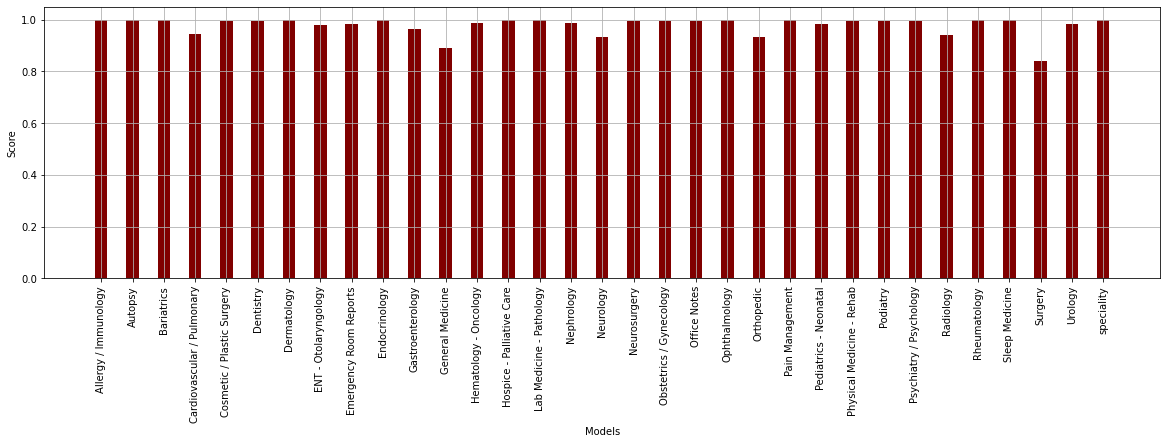 1.0
0.8
0.6
0.4
0.2
0.0
Score
Allergy / Immunology
Autopsy
Bariatrics
Cardiovascular / Pulmonary
Cosmetic / Plastic Surgery
Dentistry
Dermatology
ENT - Otolaryngology
Emergency Room Reports
Endocrinology
Gastroenterology
General Medicine
Hematology - Oncology
Hospice - Palliative Care
Lab Medicine - Pathology
Nephrology
Neurology
Neurosurgery
Obstetrics / Gynecology
Office Notes
Ophthalmology
Orthopedic
Pain Management
Pediatrics - Neonatal
Physical Medicine - Rehab
Podiatry
Psychiatry / Psychology
Radiology
Rheumatology
Sleep Medicine
Surgery
Urology
speciality
Models